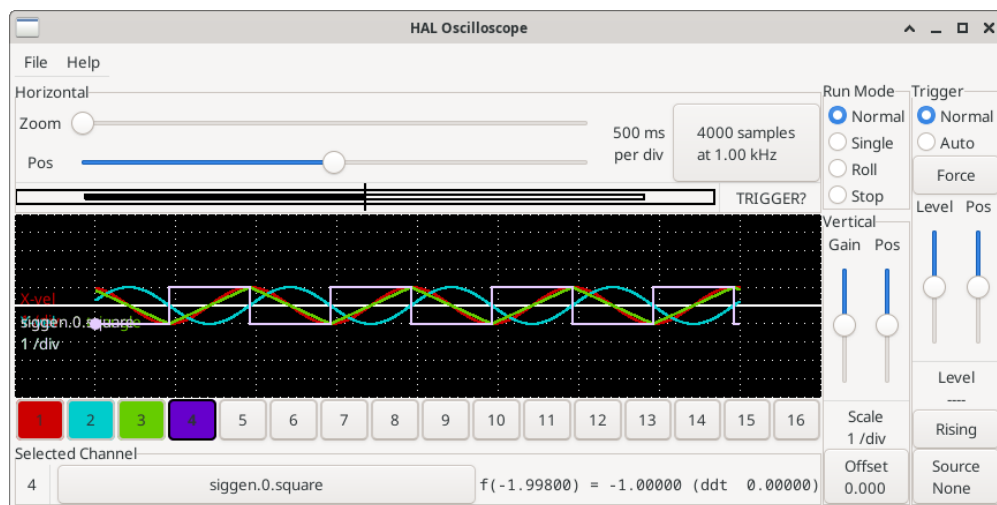 HAL Oscilloscope
File Help
Horizontal
Zoom
Pos
500 ms
per div
4000 samples
at 1.00 kHz
TRIGGER?
Run Mode
Normal
Single
Roll
Stop
Trigger
Normal
Auto
Force
Level Pos
Vertical
Gain Pos
Scale
1 /div
Offset
0.000
Level
----
Rising
Source
None
X-vel
siggen.0.square
1 /div
1 2 3 4 5 6 7 8 9 10 11 12 13 14 15 16
Selected Channel
4 siggen.0.square f(-1.99800) = -1.00000 (ddt 0.00000)